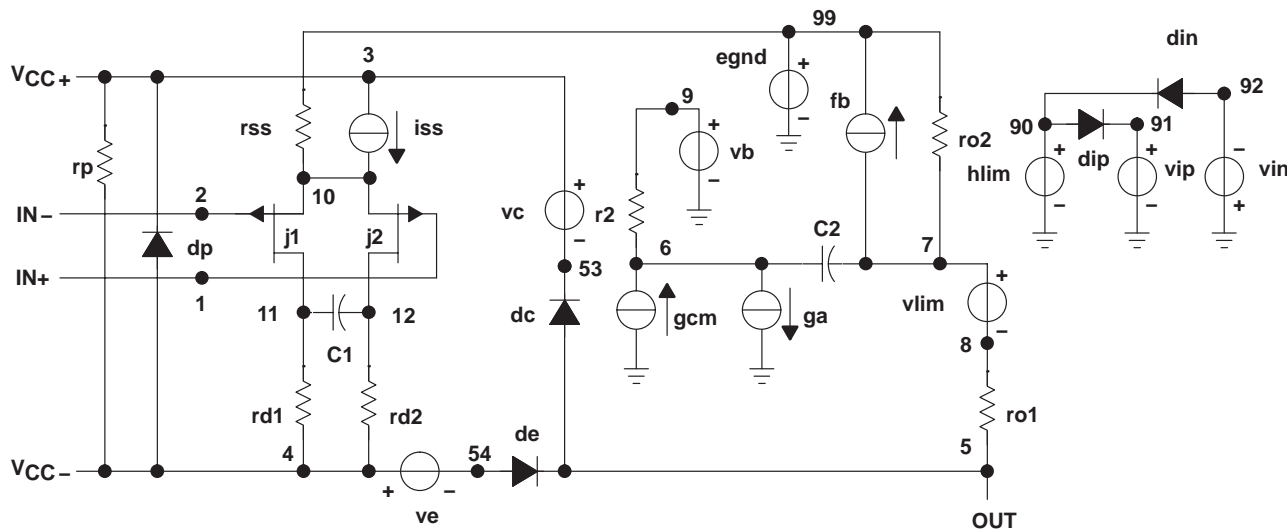 99
3
din
VCC+
egnd
+
92
9
fb
+
rss
iss
−
90
91
ro2
−
rp
+
vb
dip
+
+
−
2
10
−
hlim
vip
vin
IN−
+
−
−
+
vc
r2
dp
j1
j2
−
C2
6
7
IN+
53
1
+
vlim
11
12
gcm
ga
−
dc
C1
8
rd1
rd2
ro1
de
5
4
54
VCC−
+
−
ve
OUT